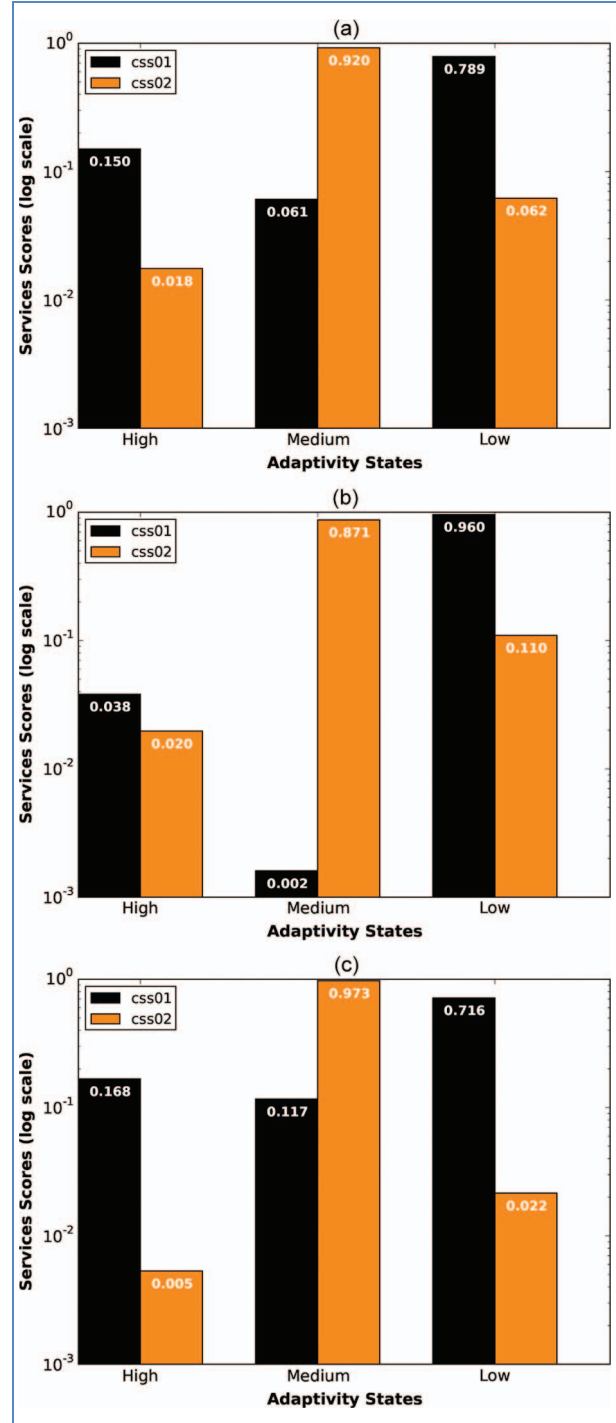 (a)
Services Scores (log scale)
10^0
10^-1
10^-2
10^-3
css01
css02
0.150
0.018
0.061
0.920
0.789
0.062
High Medium Low
Adaptivity States
(b)
Services Scores (log scale)
10^0
10^-1
10^-2
10^-3
css01
css02
0.038
0.020
0.002
0.871
0.960
0.110
High Medium Low
Adaptivity States
(c)
Services Scores (log scale)
10^0
10^-1
10^-2
10^-3
css01
css02
0.168
0.005
0.117
0.973
0.716
0.022
High Medium Low
Adaptivity States